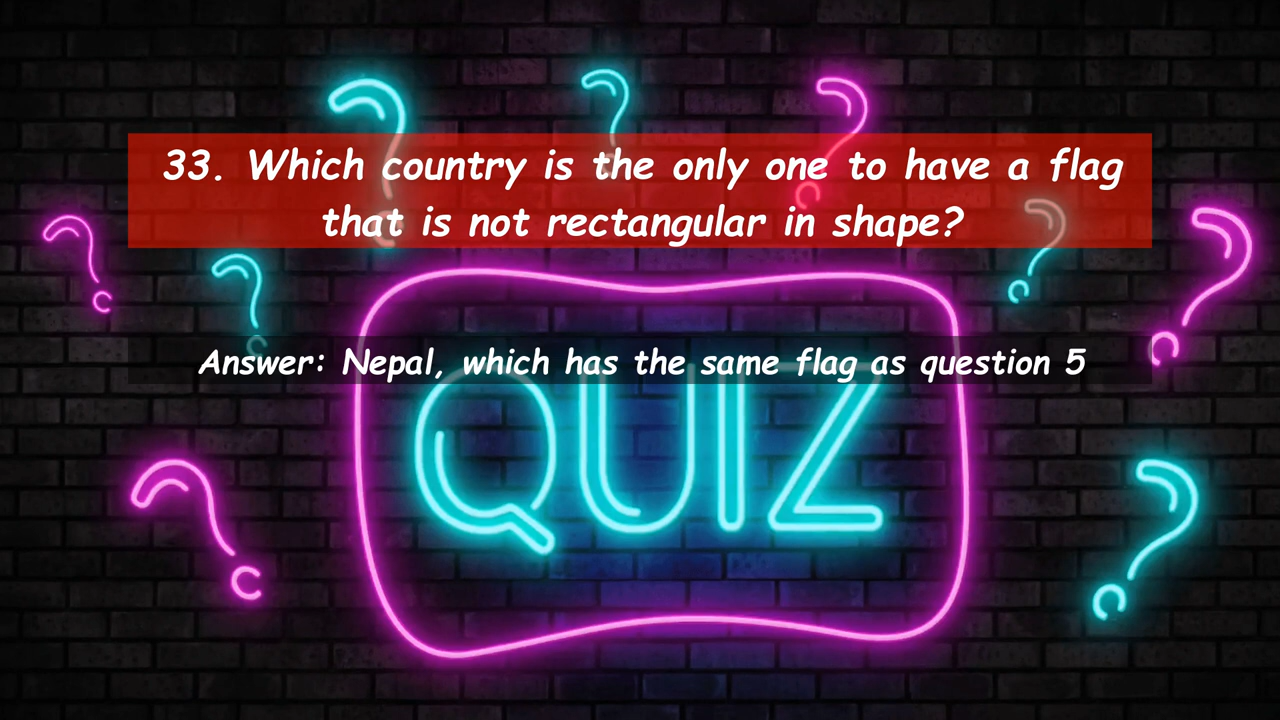 33. Which country is the only one to have a flag
that is not rectangular in shape?
Answer: Nepal, which has the same flag as question 5
QUIZ